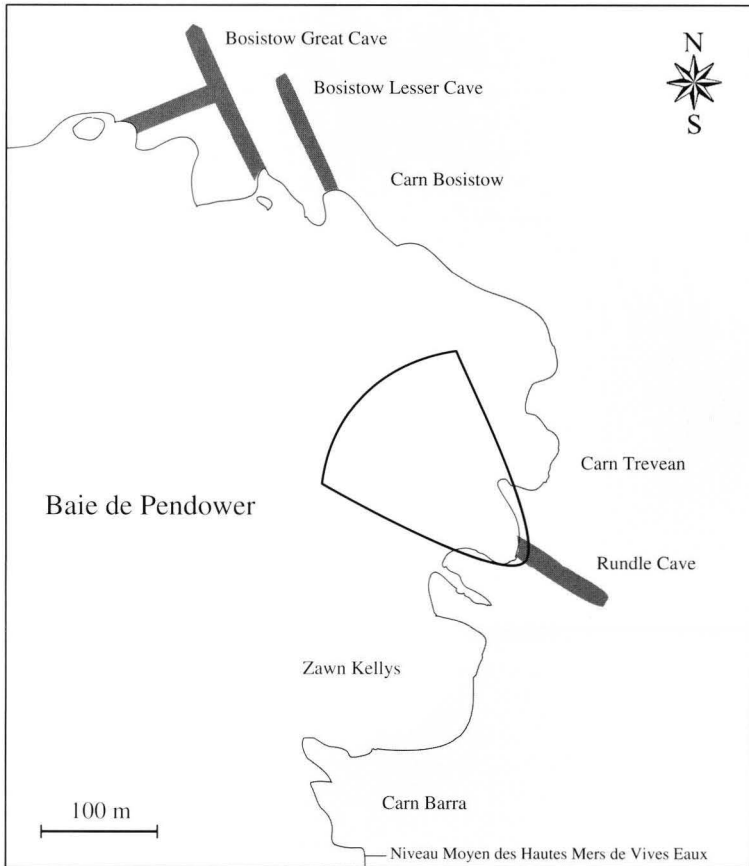 Bosistow Great Cave
N
Bosistow Lesser Cave
S
Carn Bosistow
Carn Trevean
Baie de Pendower
Rundle Cave
Zawn Kellys
100 m
Carn Barra
Niveau Moyen des Hautes Mers de Vives Eaux